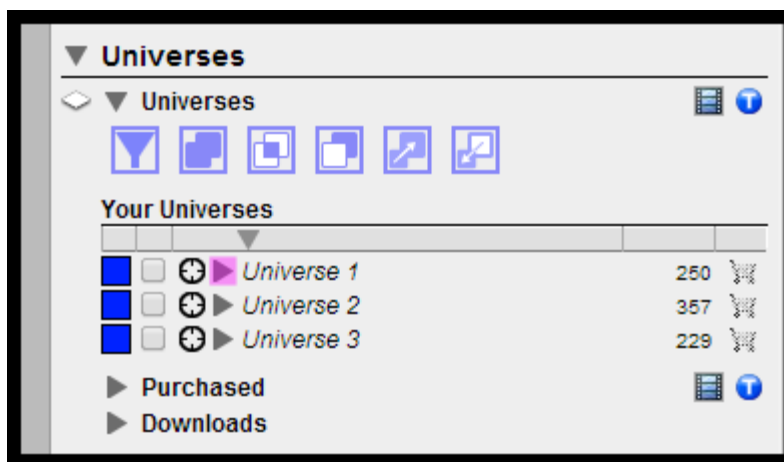 Universes
Universes
T
Your Universes
Universe 1 250
Universe 2 357
Universe 3 229
Purchased
T
Downloads